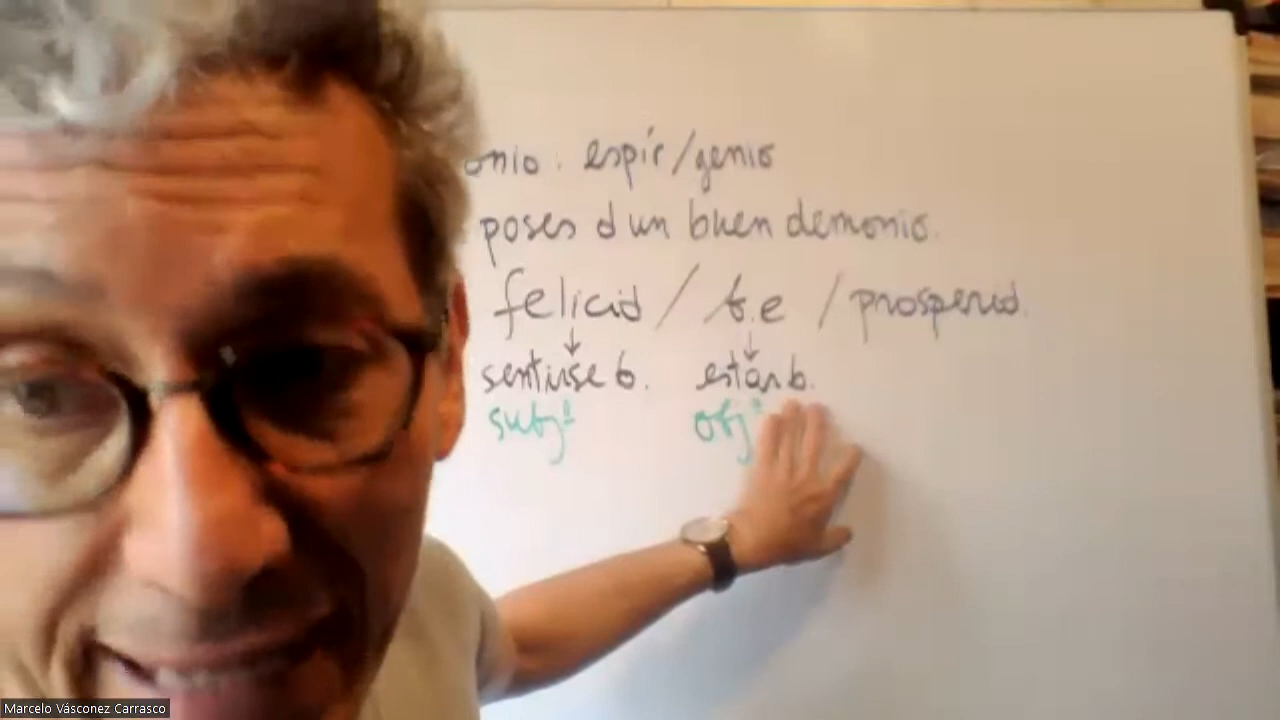 onio: espír/genio
poses d un buen demonio.
felicid / b.e / prosperid.
sentirse b. estar b.
subj obj
Marcelo Vásconez Carrasco